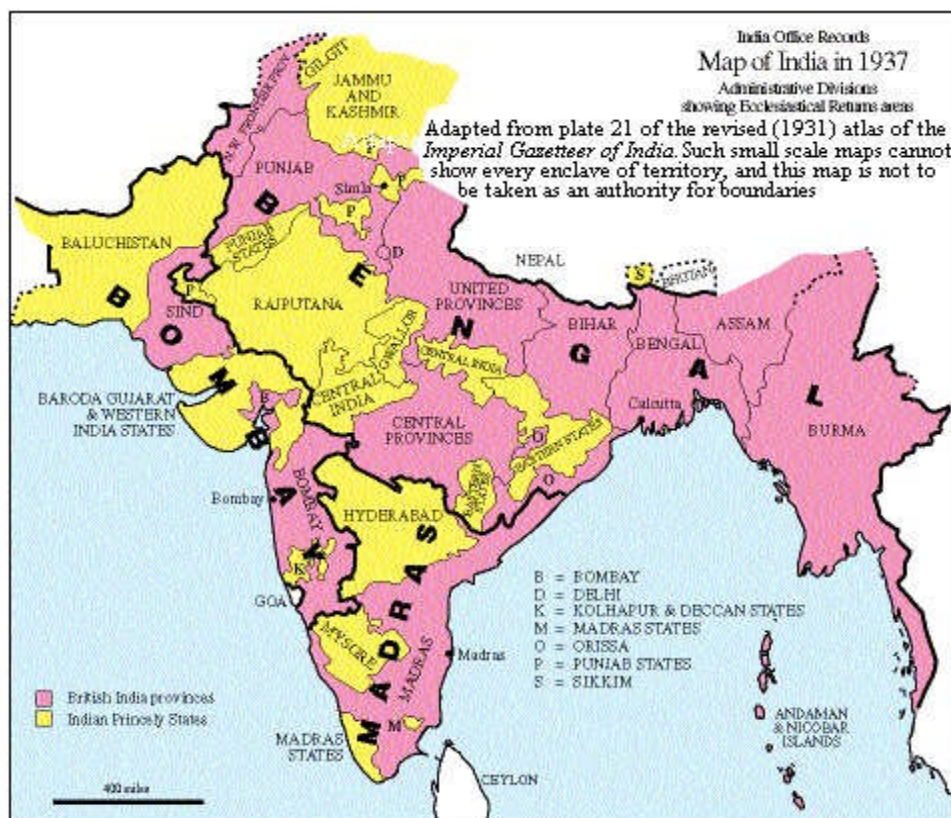 India Office Records
Map of India in 1937
Administrative Divisions
showing Ecclesiastical Returns areas
Adapted from plate 21 of the revised (1931) atlas of the
Imperial Gazetteer of India. Such small scale maps cannot
show every enclave of territory, and this map is not to
be taken as an authority for boundaries
GILGIT
JAMMU
AND
KASHMIR
N.W. FRONTIER PROV
P
PUNJAB
Simla
P
P
BALUCHISTAN
PUNJAB
STATES
D
NEPAL
S
BHUTAN
P
SIND
RAJPUTANA
UNITED
PROVINCES
BIHAR
ASSAM
BENGAL
GWALIOR
CENTRAL INDIA
CENTRAL
INDIA
BARODA GUJARAT
& WESTERN
INDIA STATES
B
CENTRAL
PROVINCES
Calcutta
BURMA
O
EASTERN STATES
EASTERN
STATES
O
Bombay
BOMBAY
HYDERABAD
K
GOA
MYSORE
MADRAS
Madras
M
MADRAS
STATES
CEYLON
ANDAMAN
& NICOBAR
ISLANDS
BOMBAY
BENGAL
MADRAS
B = BOMBAY
D = DELHI
K = KOLHAPUR & DECCAN STATES
M = MADRAS STATES
O = ORISSA
P = PUNJAB STATES
S = SIKKIM
British India provinces
Indian Princely States
400 miles